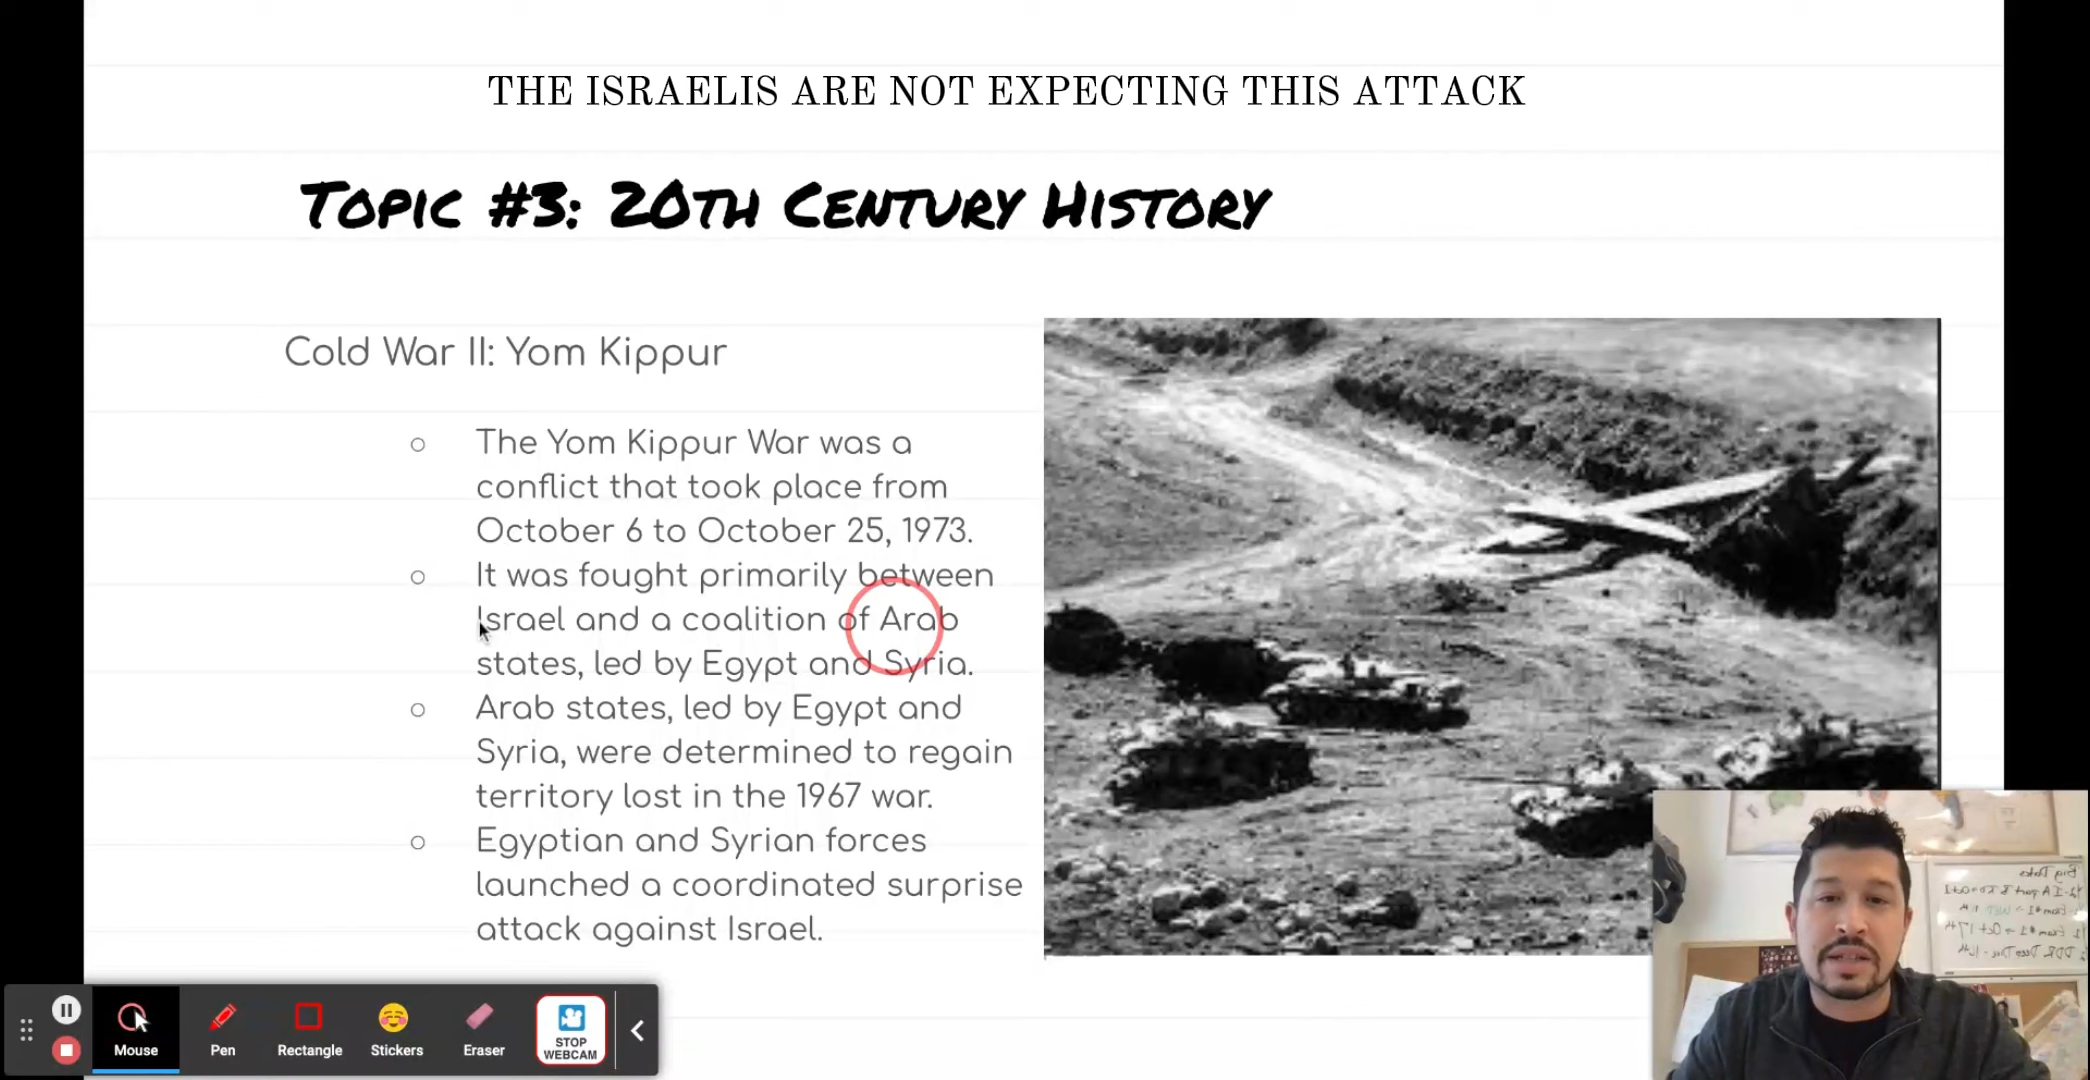 THE ISRAELIS ARE NOT EXPECTING THIS ATTACK
TOPIC #3: 20TH CENTURY HISTORY
Cold War II: Yom Kippur
The Yom Kippur War was a
conflict that took place from
October 6 to October 25, 1973.
It was fought primarily between
Israel and a coalition of Arab
states, led by Egypt and Syria.
Arab states, led by Egypt and
Syria, were determined to regain
territory lost in the 1967 war.
Egyptian and Syrian forces
launched a coordinated surprise
attack against Israel.
Big Dates
Mouse
Pen
Rectangle
Stickers
Eraser
STOP
WEBCAM